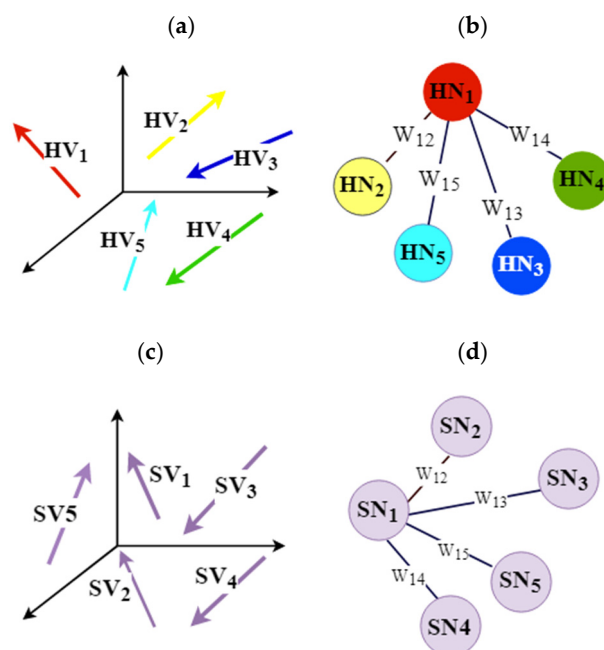 (a)
HV1
HV2
HV3
HV4
HV5
(b)
HN1
W12
W14
W15
W13
HN2
HN4
HN5
HN3
(c)
SV1
SV3
SV5
SV2
SV4
(d)
SN2
W12
SN3
W13
SN1
W15
W14
SN5
SN4